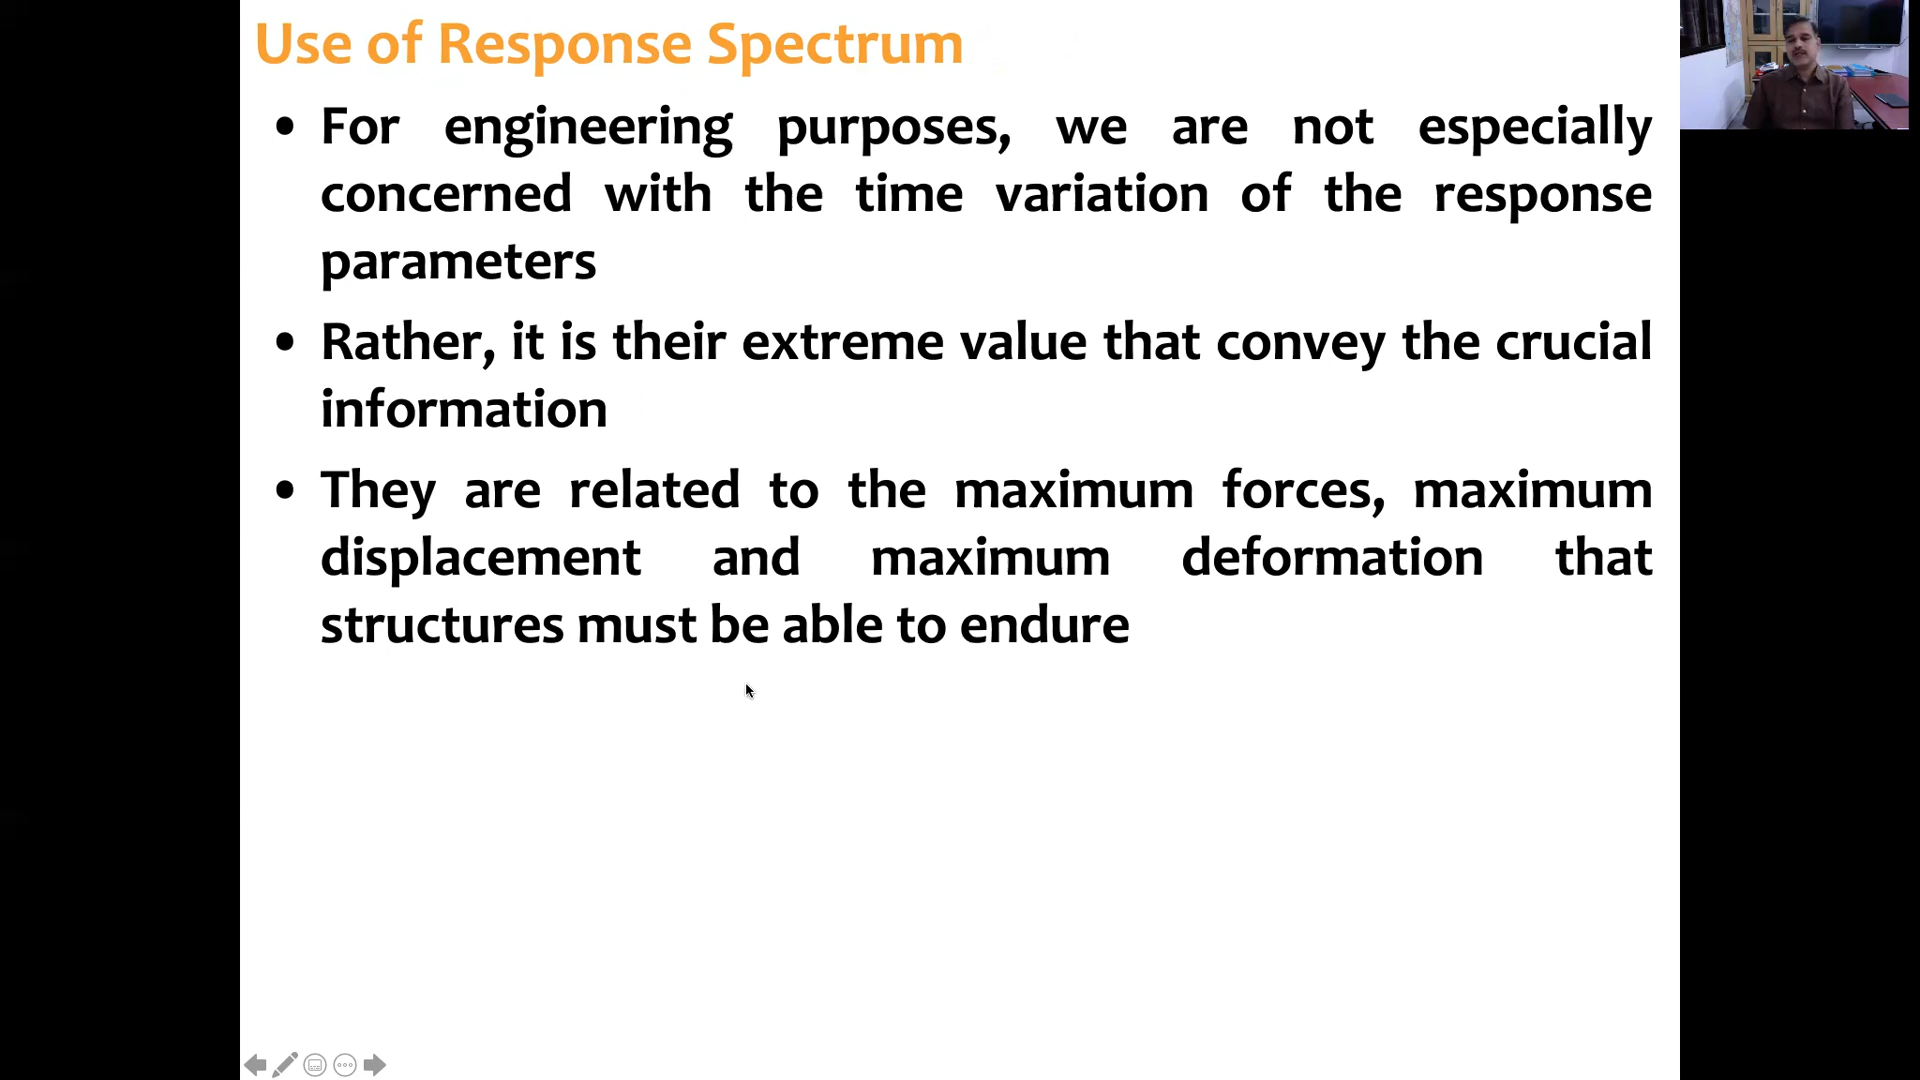 Use of Response Spectrum
• For engineering purposes, we are not especially
concerned with the time variation of the response
parameters
• Rather, it is their extreme value that convey the crucial
information
• They are related to the maximum forces, maximum
displacement and maximum deformation that
structures must be able to endure